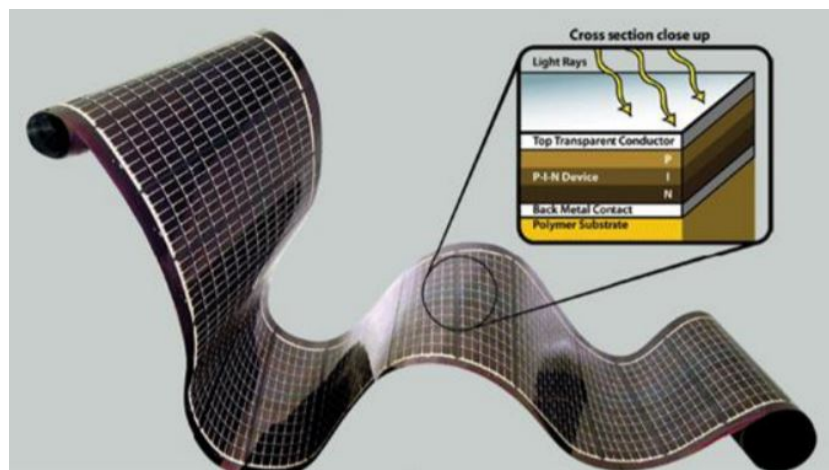 Cross section close up
Light Rays
Top Transparent Conductor
P
P-I-N Device I
N
Back Metal Contact
Polymer Substrate